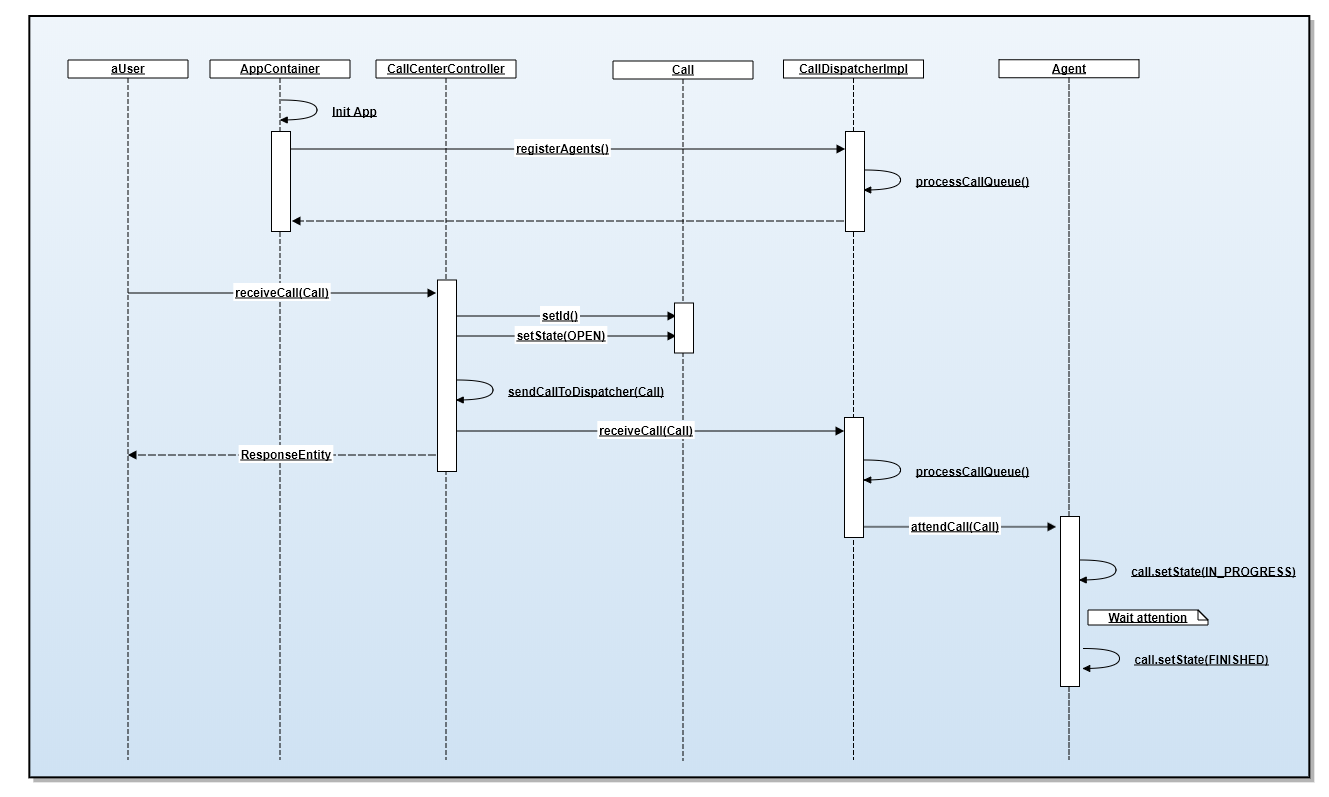 aUser
AppContainer
CallCenterController
Call
CallDispatcherImpl
Agent
Init App
registerAgents()
processCallQueue()
receiveCall(Call)
setId()
setState(OPEN)
sendCallToDispatcher(Call)
receiveCall(Call)
ResponseEntity
processCallQueue()
attendCall(Call)
call.setState(IN_PROGRESS)
Wait attention
call.setState(FINISHED)